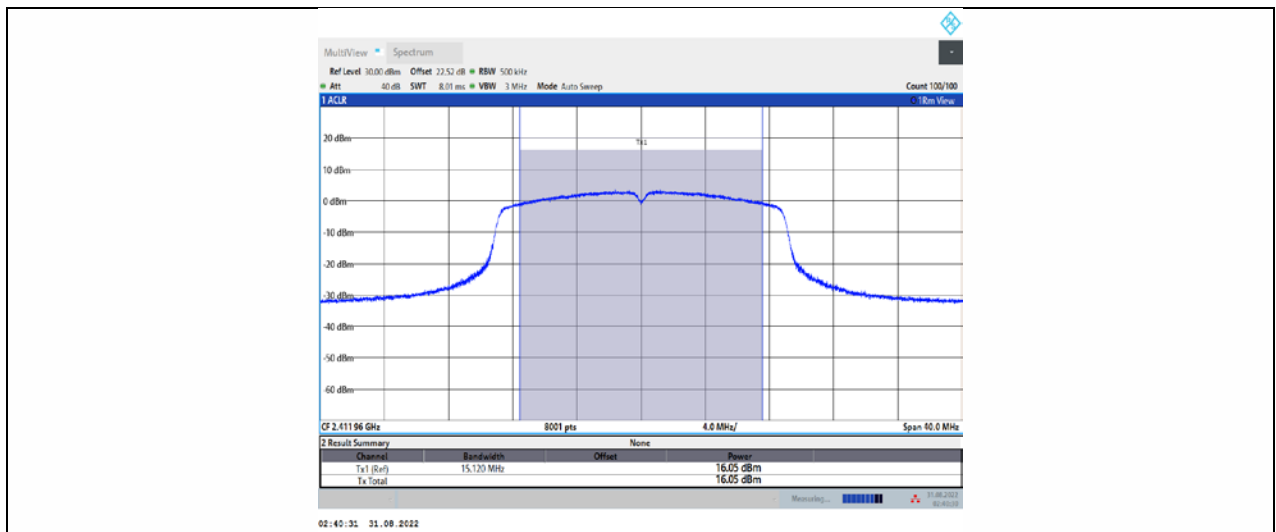 MultiView Spectrum
Ref Level 30.00 dBm Offset 22.52 dB RBW 500 kHz
Att 40 dB SWT 8.01 ms VBW 3 MHz Mode Auto Sweep Count 100/100
1 ACLR 1Rm View
Tx1
20 dBm
10 dBm
0 dBm
-10 dBm
-20 dBm
-30 dBm
-40 dBm
-50 dBm
-60 dBm
CF 2.41196 GHz 8001 pts 4.0 MHz/ Span 40.0 MHz
2 Result Summary None
Channel Bandwidth Offset Power
Tx1 (Ref) 15.120 MHz 16.05 dBm
Tx Total 16.05 dBm
Measuring... 31.08.2022
02:40:31 31.08.2022